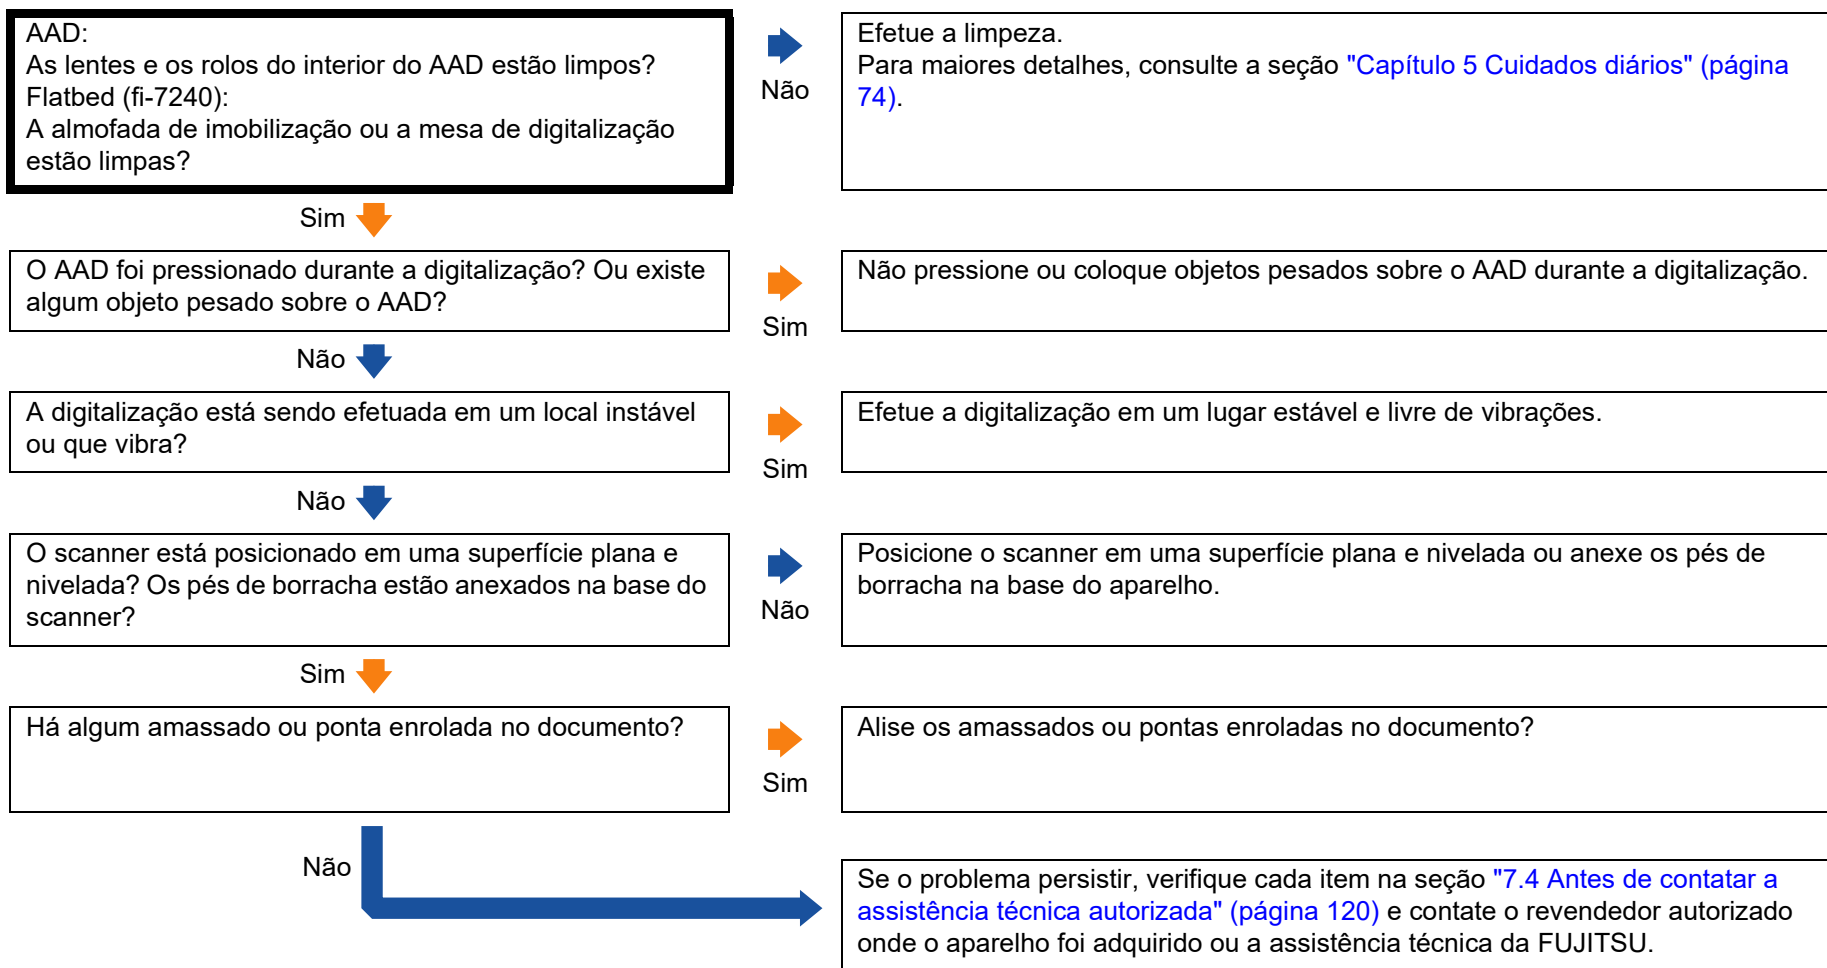 AAD:
As lentes e os rolos do interior do AAD estão limpos?
Flatbed (fi-7240):
A almofada de imobilização ou a mesa de digitalização
estão limpas?
Não
Efetue a limpeza.
Para maiores detalhes, consulte a seção "Capítulo 5 Cuidados diários" (página
74).
Sim
O AAD foi pressionado durante a digitalização? Ou existe
algum objeto pesado sobre o AAD?
Sim
Não pressione ou coloque objetos pesados sobre o AAD durante a digitalização.
Não
A digitalização está sendo efetuada em um local instável
ou que vibra?
Sim
Efetue a digitalização em um lugar estável e livre de vibrações.
Não
O scanner está posicionado em uma superfície plana e
nivelada? Os pés de borracha estão anexados na base do
scanner?
Não
Posicione o scanner em uma superfície plana e nivelada ou anexe os pés de
borracha na base do aparelho.
Sim
Há algum amassado ou ponta enrolada no documento?
Sim
Alise os amassados ou pontas enroladas no documento?
Não
Se o problema persistir, verifique cada item na seção "7.4 Antes de contatar a
assistência técnica autorizada" (página 120) e contate o revendedor autorizado
onde o aparelho foi adquirido ou a assistência técnica da FUJITSU.